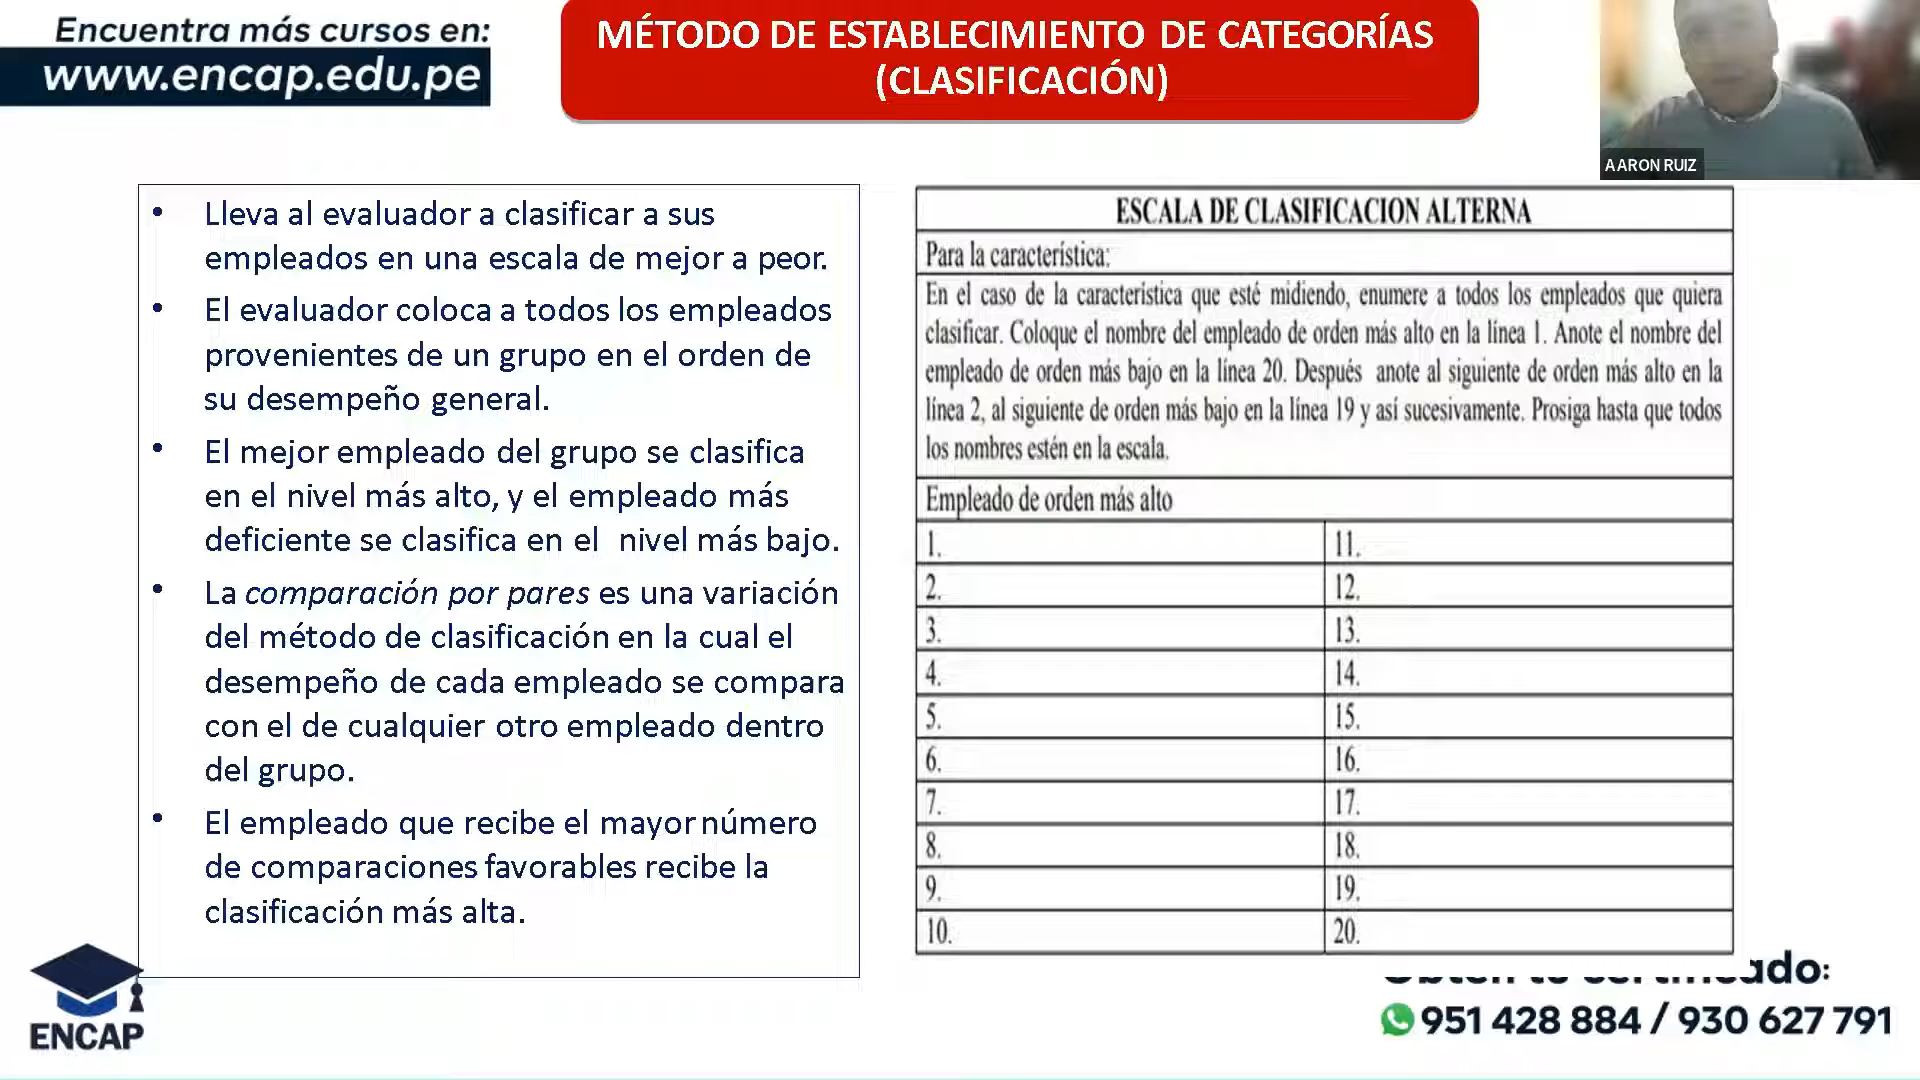 Encuentra más cursos en:
www.encap.edu.pe
MÉTODO DE ESTABLECIMIENTO DE CATEGORÍAS
(CLASIFICACIÓN)
AARON RUIZ
• Lleva al evaluador a clasificar a sus
empleados en una escala de mejor a peor.
• El evaluador coloca a todos los empleados
provenientes de un grupo en el orden de
su desempeño general.
• El mejor empleado del grupo se clasifica
en el nivel más alto, y el empleado más
deficiente se clasifica en el nivel más bajo.
• La comparación por pares es una variación
del método de clasificación en la cual el
desempeño de cada empleado se compara
con el de cualquier otro empleado dentro
del grupo.
• El empleado que recibe el mayor número
de comparaciones favorables recibe la
clasificación más alta.
ESCALA DE CLASIFICACION ALTERNA
Para la característica:
En el caso de la característica que esté midiendo, enumere a todos los empleados que quiera
clasificar. Coloque el nombre del empleado de orden más alto en la línea 1. Anote el nombre del
empleado de orden más bajo en la línea 20. Después anote al siguiente de orden más alto en la
línea 2, al siguiente de orden más bajo en la línea 19 y así sucesivamente. Prosiga hasta que todos
los nombres estén en la escala.
Empleado de orden más alto
1. 11.
2. 12.
3. 13.
4. 14.
5. 15.
6. 16.
7. 17.
8. 18.
9. 19.
10. 20.
ENCAP
951 428 884 / 930 627 791